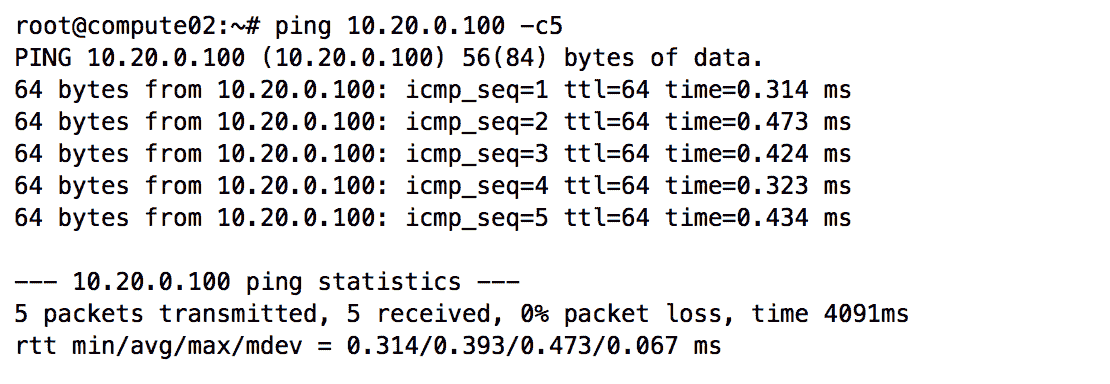 root@compute02:~# ping 10.20.0.100 -c5
PING 10.20.0.100 (10.20.0.100) 56(84) bytes of data.
64 bytes from 10.20.0.100: icmp_seq=1 ttl=64 time=0.314 ms
64 bytes from 10.20.0.100: icmp_seq=2 ttl=64 time=0.473 ms
64 bytes from 10.20.0.100: icmp_seq=3 ttl=64 time=0.424 ms
64 bytes from 10.20.0.100: icmp_seq=4 ttl=64 time=0.323 ms
64 bytes from 10.20.0.100: icmp_seq=5 ttl=64 time=0.434 ms

--- 10.20.0.100 ping statistics ---
5 packets transmitted, 5 received, 0% packet loss, time 4091ms
rtt min/avg/max/mdev = 0.314/0.393/0.473/0.067 ms